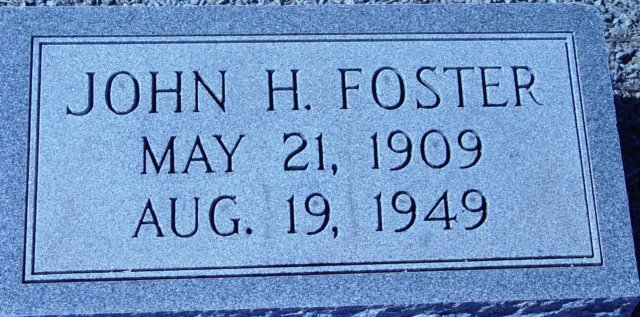 JOHN H. FOSTER
MAY 21, 1909
AUG. 19, 1949